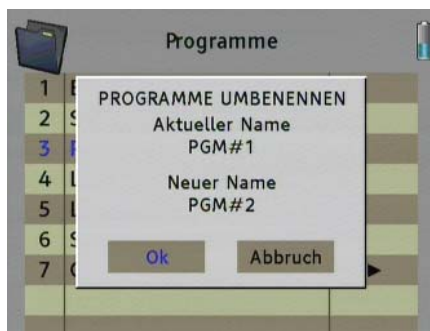 Programme
1
2
3
4
5
6
7
PROGRAMME UMBENENNEN
Aktueller Name
PGM#1
Neuer Name
PGM#2
Ok
Abbruch